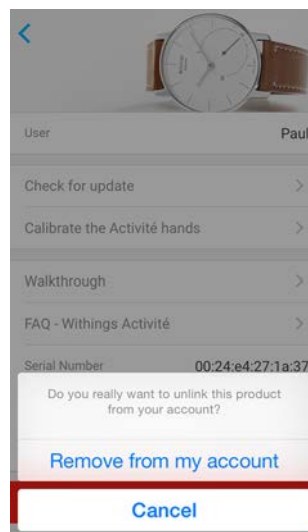 User Paul
Check for update
Calibrate the Activité hands
Walkthrough
FAQ - Withings Activité
Serial Number 00:24:e4:27:1a:37
Do you really want to unlink this product
from your account?
Remove from my account
Cancel